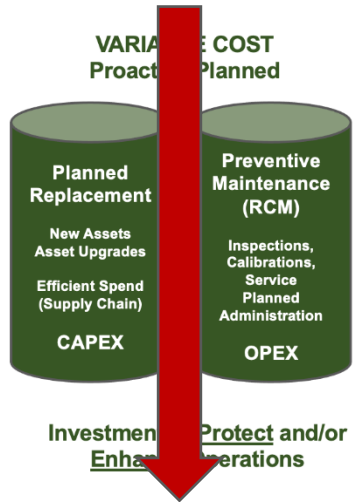 COST
Planned
Planned
Replacement
New Assets
Asset Upgrades
Efficient Spend
(Supply Chain)
CAPEX
Preventive
Maintenance
(RCM)
Inspections,
Calibrations,
Service
Planned
Administration
OPEX
Protect and/or